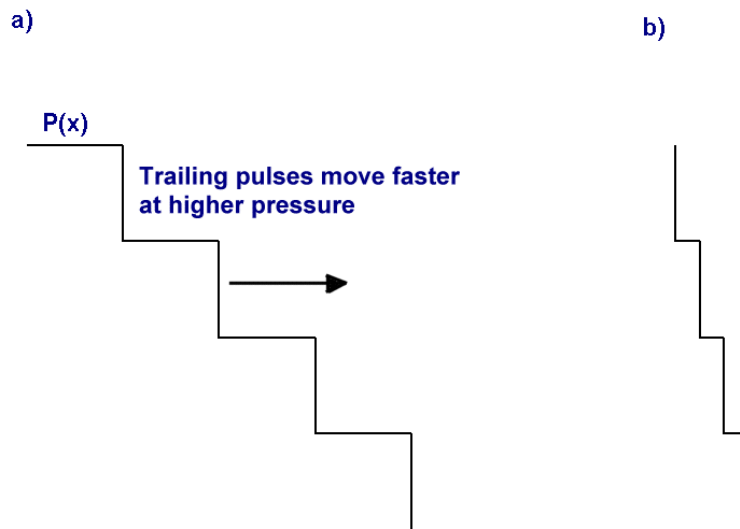 a)
b)
P(x)
Trailing pulses move faster
at higher pressure